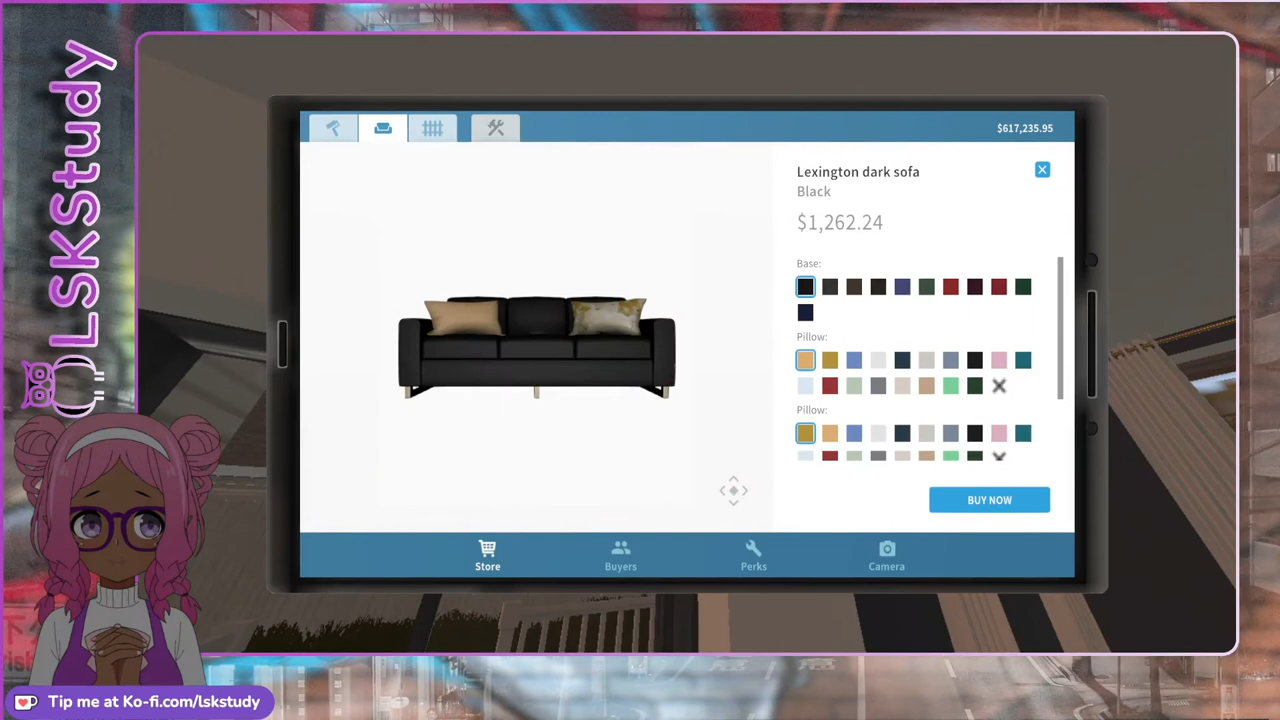 LSKStudy
$617,235.95
Lexington dark sofa
Black
$1,262.24
Base:
Pillow:
Pillow:
BUY NOW
Store
Buyers
Perks
Camera
Tip me at Ko-fi.com/lskstudy